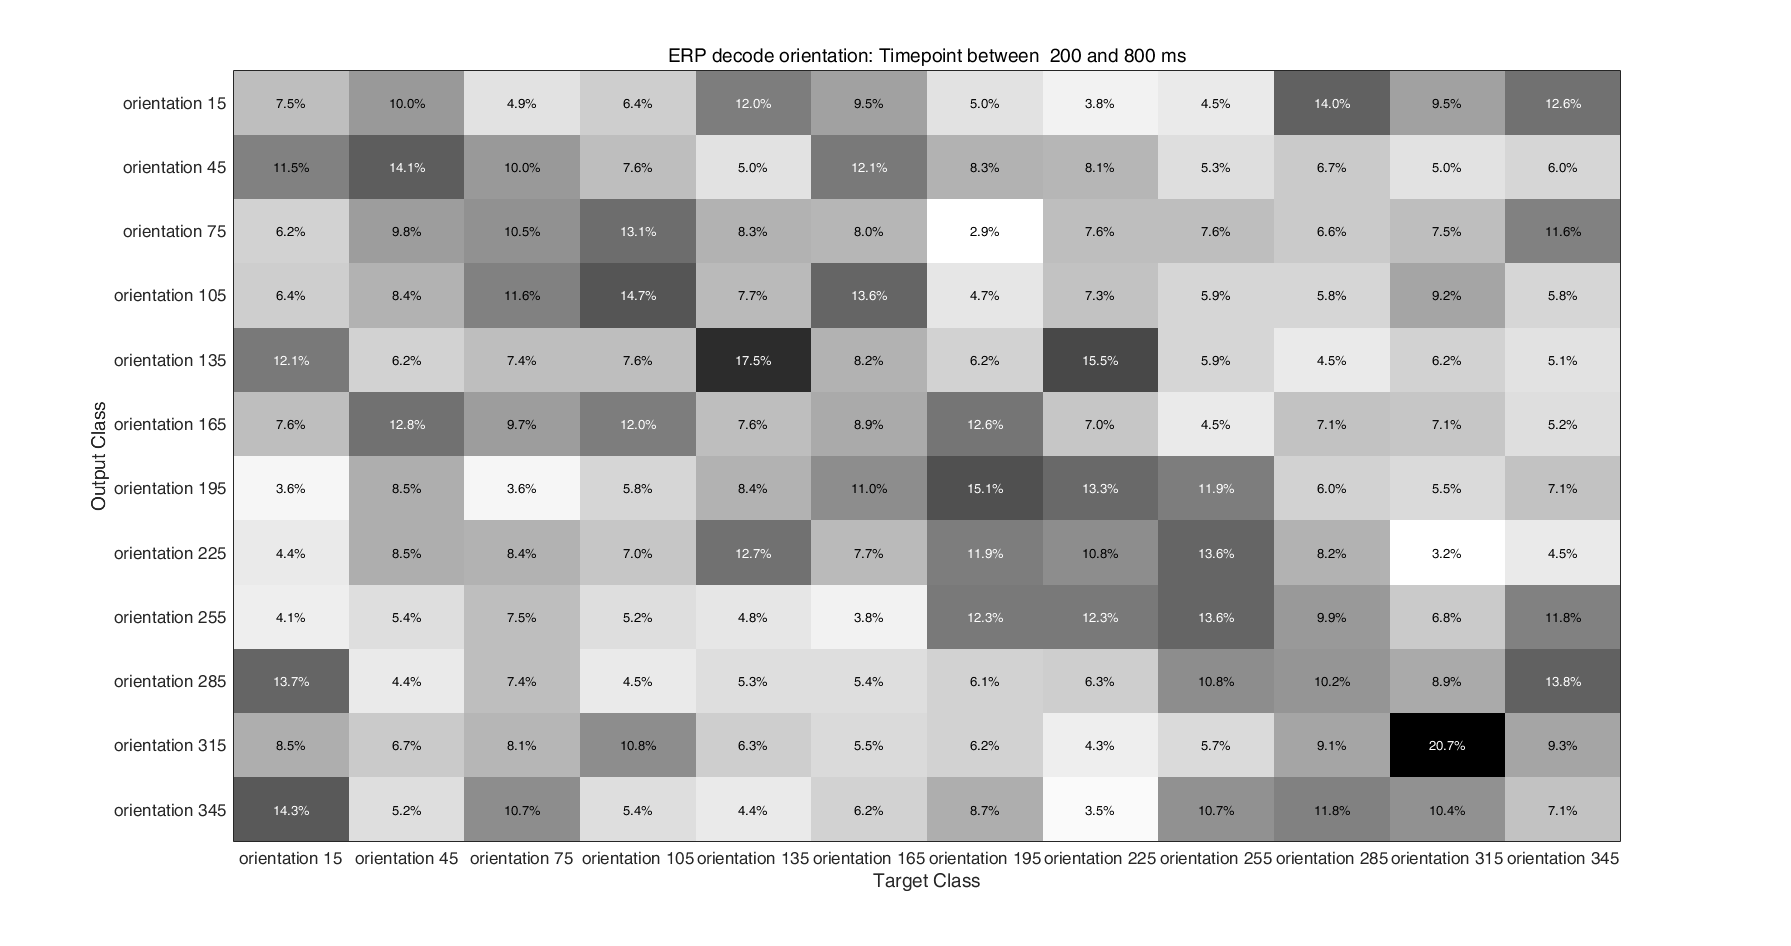 ERP decode orientation: Timepoint between  200 and 800 ms
orientation 15 7.5% 10.0% 4.9% 6.4% 12.0% 9.5% 5.0% 3.8% 4.5% 14.0% 9.5% 12.6%
orientation 45 11.5% 14.1% 10.0% 7.6% 5.0% 12.1% 8.3% 8.1% 5.3% 6.7% 5.0% 6.0%
orientation 75 6.2% 9.8% 10.5% 13.1% 8.3% 8.0% 2.9% 7.6% 7.6% 6.6% 7.5% 11.6%
orientation 105 6.4% 8.4% 11.6% 14.7% 7.7% 13.6% 4.7% 7.3% 5.9% 5.8% 9.2% 5.8%
orientation 135 12.1% 6.2% 7.4% 7.6% 17.5% 8.2% 6.2% 15.5% 5.9% 4.5% 6.2% 5.1%
orientation 165 7.6% 12.8% 9.7% 12.0% 7.6% 8.9% 12.6% 7.0% 4.5% 7.1% 7.1% 5.2%
orientation 195 3.6% 8.5% 3.6% 5.8% 8.4% 11.0% 15.1% 13.3% 11.9% 6.0% 5.5% 7.1%
orientation 225 4.4% 8.5% 8.4% 7.0% 12.7% 7.7% 11.9% 10.8% 13.6% 8.2% 3.2% 4.5%
orientation 255 4.1% 5.4% 7.5% 5.2% 4.8% 3.8% 12.3% 12.3% 13.6% 9.9% 6.8% 11.8%
orientation 285 13.7% 4.4% 7.4% 4.5% 5.3% 5.4% 6.1% 6.3% 10.8% 10.2% 8.9% 13.8%
orientation 315 8.5% 6.7% 8.1% 10.8% 6.3% 5.5% 6.2% 4.3% 5.7% 9.1% 20.7% 9.3%
orientation 345 14.3% 5.2% 10.7% 5.4% 4.4% 6.2% 8.7% 3.5% 10.7% 11.8% 10.4% 7.1%
orientation 15 orientation 45 orientation 75 orientation 105 orientation 135 orientation 165 orientation 195 orientation 225 orientation 255 orientation 285 orientation 315 orientation 345
Target Class
Output Class